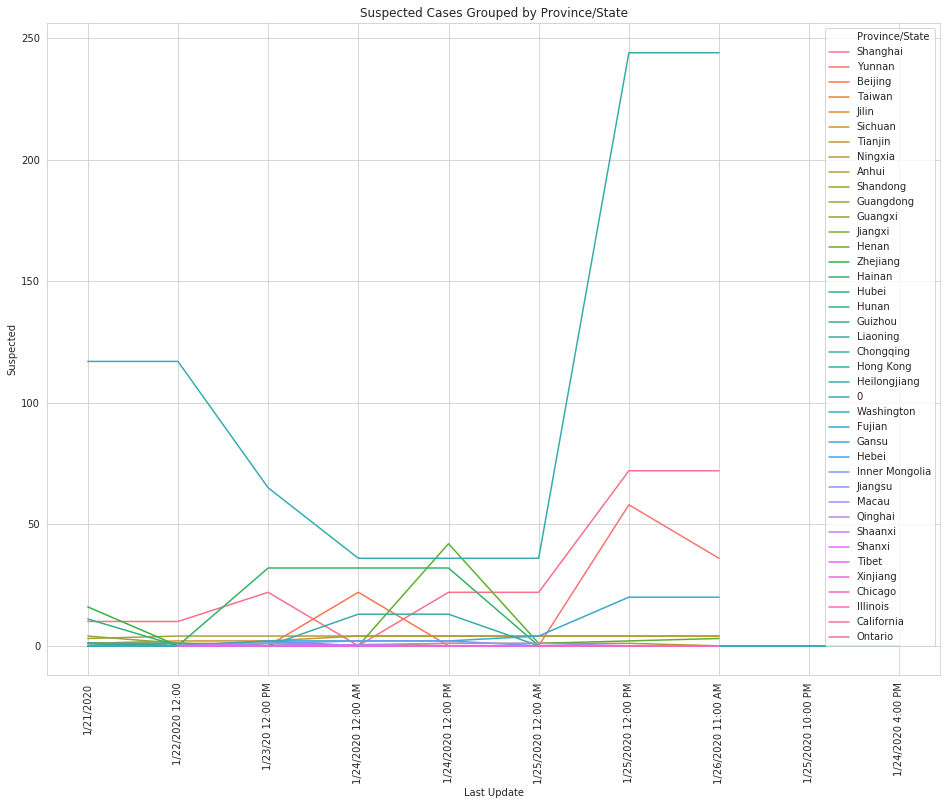 Suspected Cases Grouped by Province/State
250
200
150
100
50
0
Suspected
Province/State
Shanghai
Yunnan
Beijing
Taiwan
Jilin
Sichuan
Tianjin
Ningxia
Anhui
Shandong
Guangdong
Guangxi
Jiangxi
Henan
Zhejiang
Hainan
Hubei
Hunan
Guizhou
Liaoning
Chongqing
Hong Kong
Heilongjiang
0
Washington
Fujian
Gansu
Hebei
Inner Mongolia
Jiangsu
Macau
Qinghai
Shaanxi
Shanxi
Tibet
Xinjiang
Chicago
Illinois
California
Ontario
1/21/2020
1/22/2020 12:00
1/23/20 12:00 PM
1/24/2020 12:00 AM
1/24/2020 12:00 PM
1/25/2020 12:00 AM
1/25/2020 12:00 PM
1/26/2020 11:00 AM
1/25/2020 10:00 PM
1/24/2020 4:00 PM
Last Update